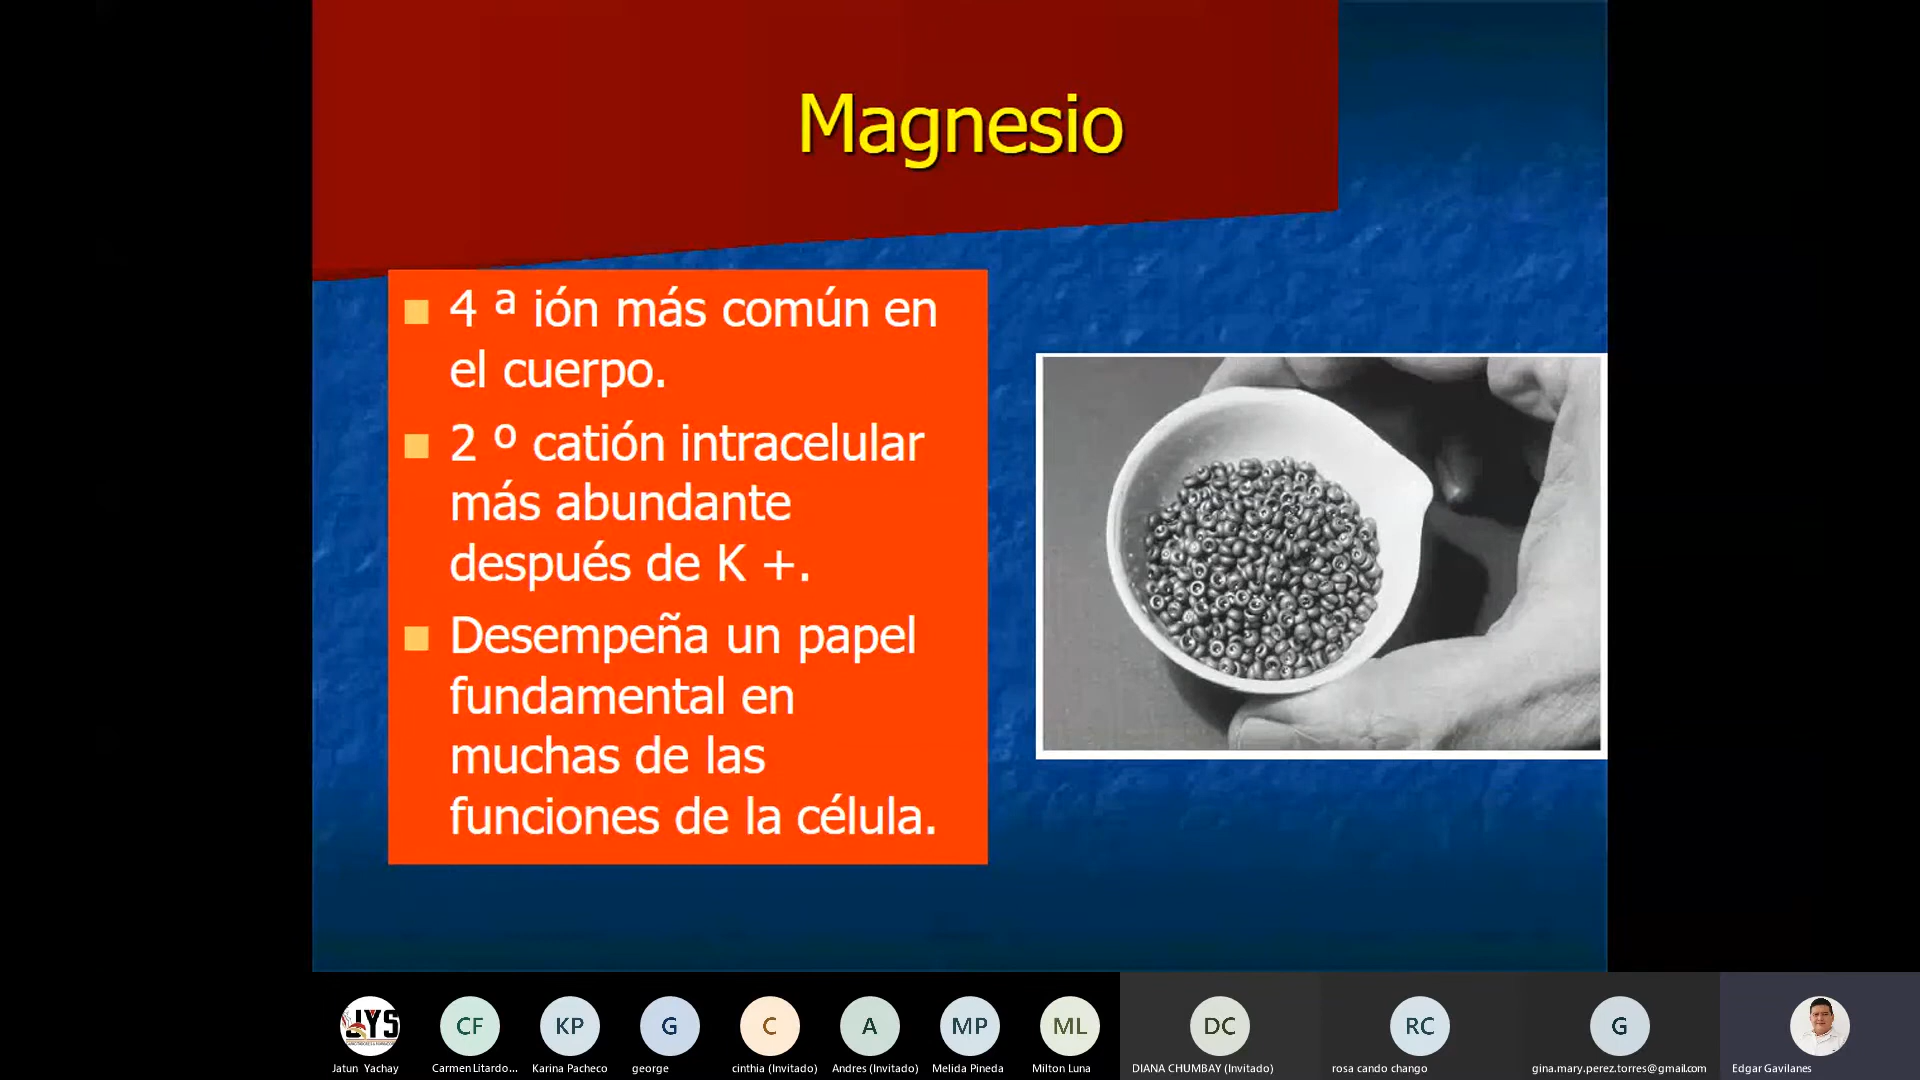 Magnesio
4 ª ión más común en
el cuerpo.
2 º catión intracelular
más abundante
después de K +.
Desempeña un papel
fundamental en
muchas de las
funciones de la célula.
JYS
CF
KP
G
C
A
MP
ML
DC
RC
G
Jatun Yachay
Carmen Litardo...
Karina Pacheco
george
cinthia (Invitado)
Andres (Invitado)
Melida Pineda
Milton Luna
DIANA CHUMBAY (Invitado)
rosa cando chango
gina.mary.perez.torres@gmail.com
Edgar Gavilanes